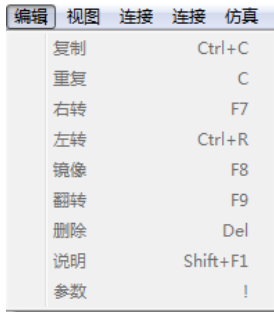 编辑 视图 连接 连接 仿真
复制 Ctrl+C
重复 C
右转 F7
左转 Ctrl+R
镜像 F8
翻转 F9
删除 Del
说明 Shift+F1
参数 !